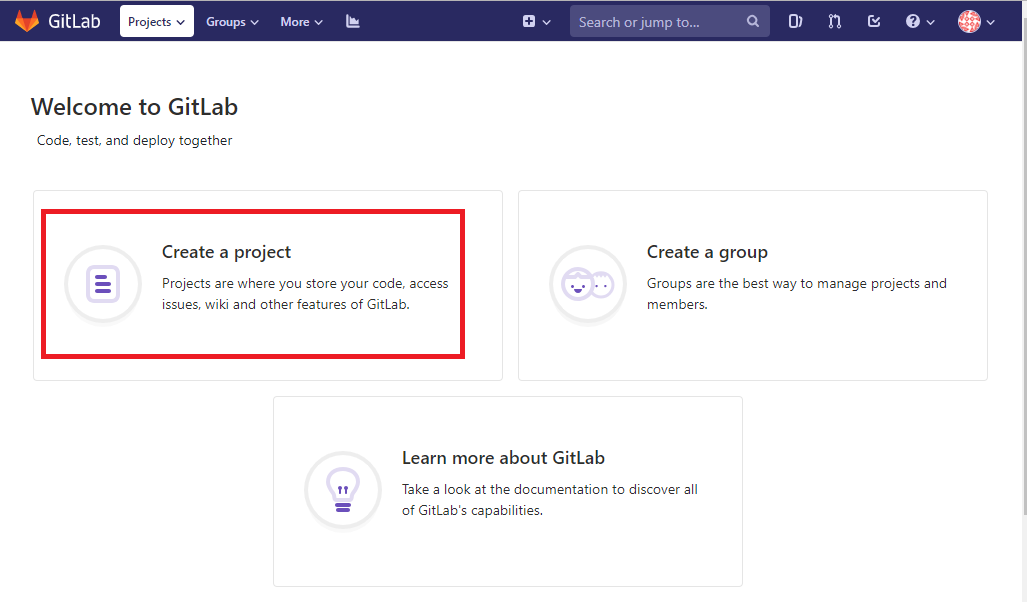 GitLab Projects Groups More Search or jump to...
Welcome to GitLab
Code, test, and deploy together
Create a project
Projects are where you store your code, access
issues, wiki and other features of GitLab.
Create a group
Groups are the best way to manage projects and
members.
Learn more about GitLab
Take a look at the documentation to discover all
of GitLab's capabilities.